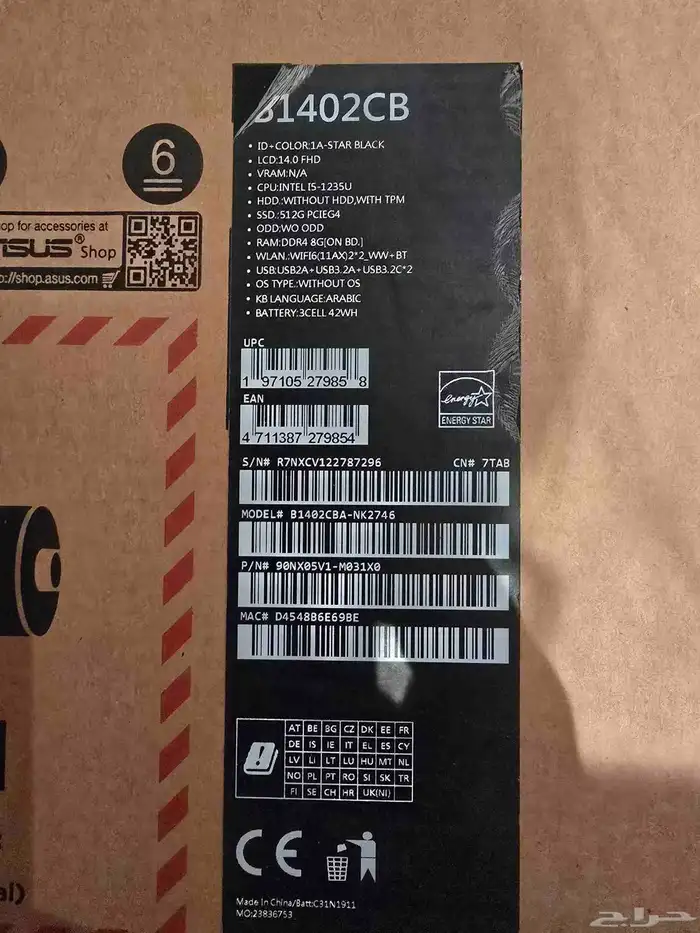 B1402CB
• ID+COLOR:1A-STAR BLACK
• LCD:14.0 FHD
• VRAM:N/A
• CPU:INTEL I5-1235U
• HDD:WITHOUT HDD,WITH TPM
• SSD.:512G PCIEG4
• ODD:WO ODD
• RAM:DDR4 8G[ON BD.]
• WLAN.:WIFI6(11AX)2*2_WW+BT
• USB:USB2A+USB3.2A+USB3.2C*2
• OS TYPE:WITHOUT OS
• KB LANGUAGE:ARABIC
• BATTERY:3CELL 42WH
UPC
1 97105 27985 8
EAN
4 711387 279854
energy
ENERGY STAR
S/N# R7NXCV122787296 CN# 7TAB
MODEL# B1402CBA-NK2746
P/N# 90NX05V1-M031X0
MAC# D4548B6E69BE
AT BE BG CZ DK EE FR
DE IS IE IT EL ES CY
LV LI LT LU HU MT NL
NO PL PT RO SI SK TR
FI SE CH HR UK(NI)
CE
Made In China/Batt:C31N1911
MO:23836753
6
op for accessories at
ASUS® Shop
://shop.asus.com
al)
حراج